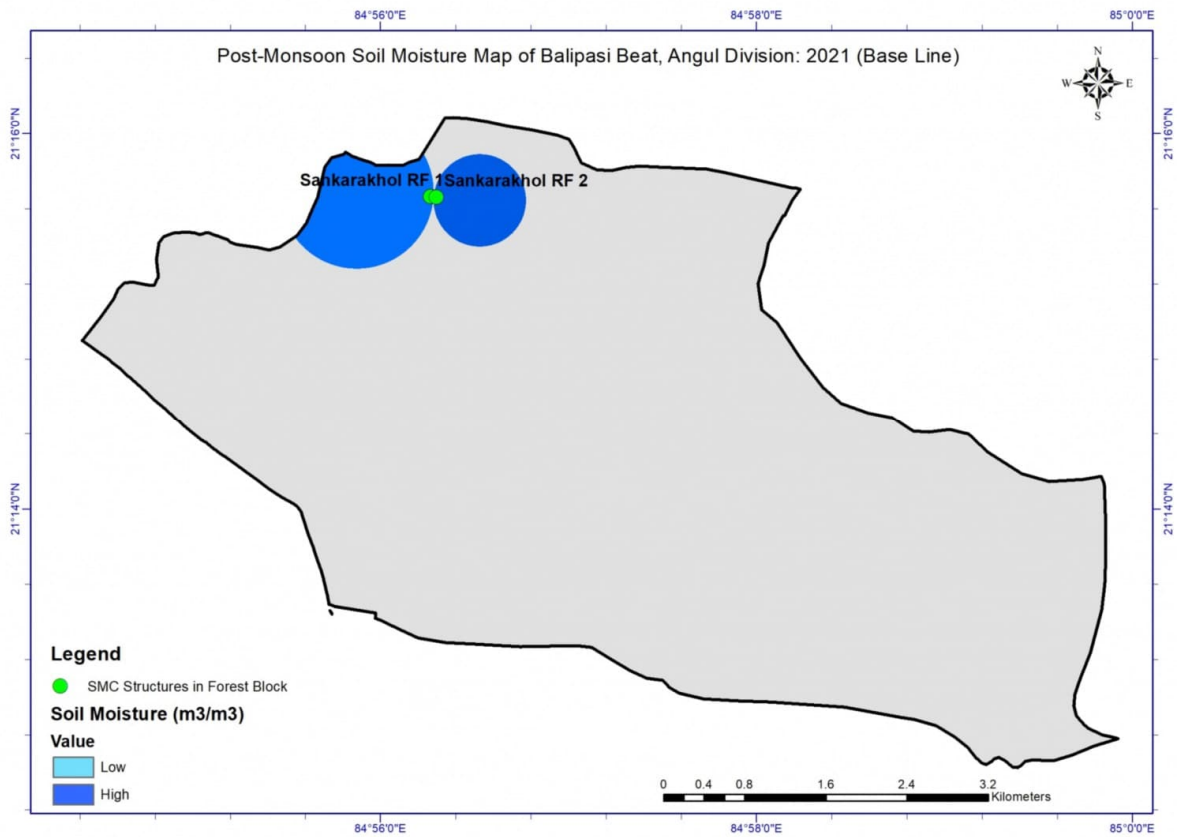 84°56'0"E
84°58'0"E
85°0'0"E
Post-Monsoon Soil Moisture Map of Balipasi Beat, Angul Division: 2021 (Base Line)
N
W
E
S
21°16'0"N
21°16'0"N
Sankarakhol RF 1
Sankarakhol RF 2
21°14'0"N
21°14'0"N
Legend
SMC Structures in Forest Block
Soil Moisture (m3/m3)
Value
Low
High
0 0.4 0.8 1.6 2.4 3.2
Kilometers
84°56'0"E
84°58'0"E
85°0'0"E